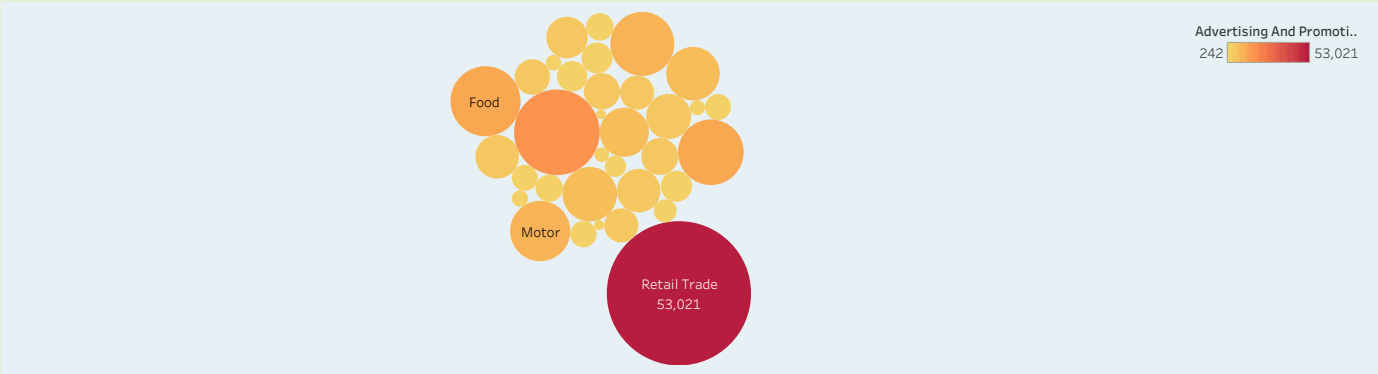 Advertising And Promoti..
242
53,021
Food
Motor
Retail Trade
53,021